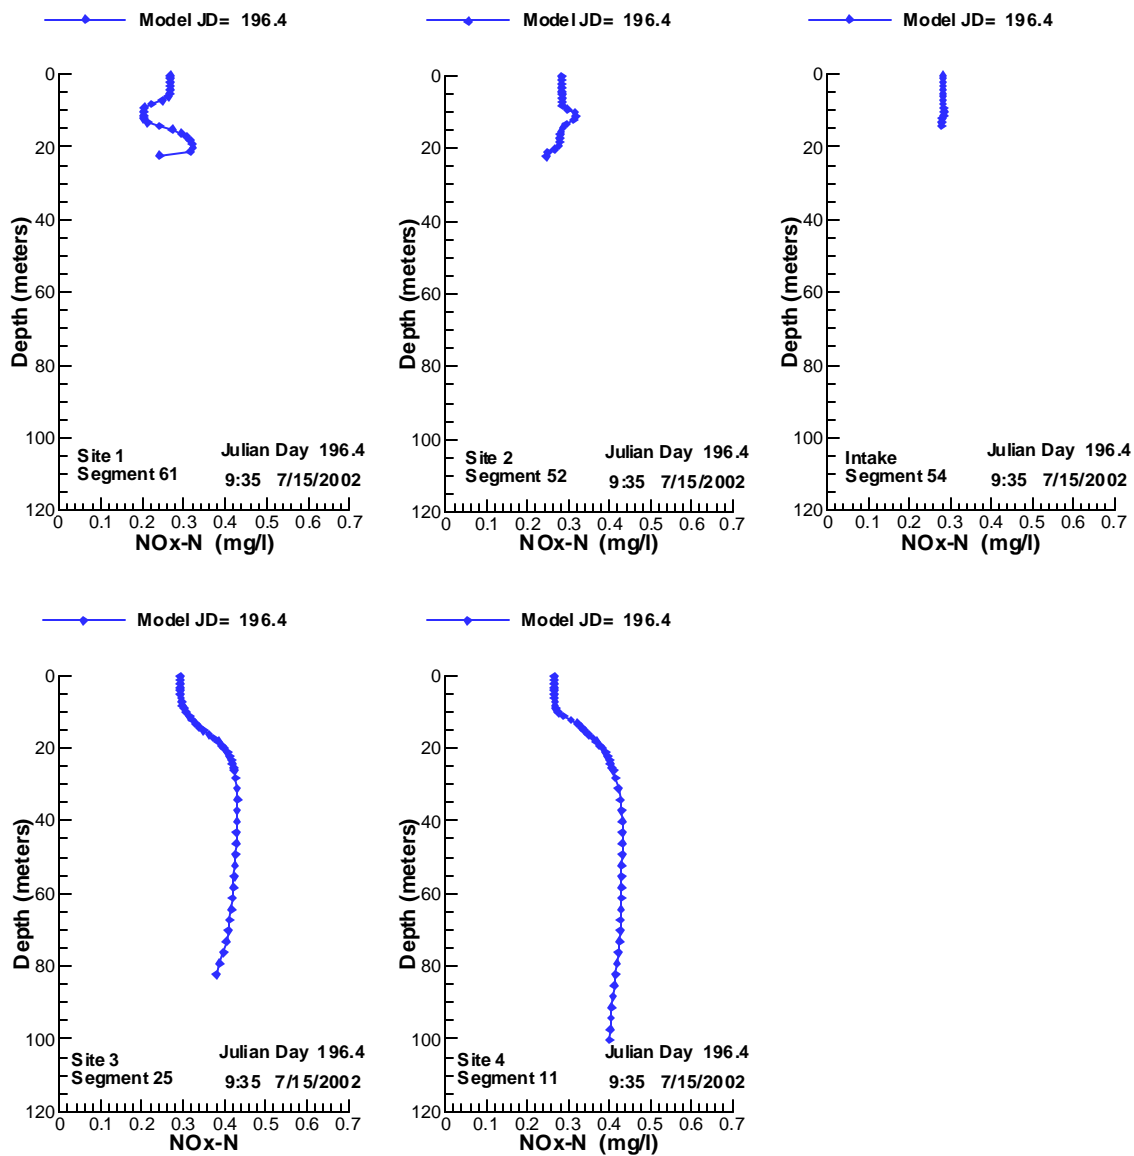 Model JD= 196.4
0
20
40
60
80
100
120
Depth (meters)
Site 1
Segment 61
Julian Day 196.4
9:35 7/15/2002
0 0.1 0.2 0.3 0.4 0.5 0.6 0.7
NOx-N (mg/l)
Model JD= 196.4
0
20
40
60
80
100
120
Depth (meters)
Site 2
Segment 52
Julian Day 196.4
9:35 7/15/2002
0 0.1 0.2 0.3 0.4 0.5 0.6 0.7
NOx-N (mg/l)
Model JD= 196.4
0
20
40
60
80
100
120
Depth (meters)
Intake
Segment 54
Julian Day 196.4
9:35 7/15/2002
0 0.1 0.2 0.3 0.4 0.5 0.6 0.7
NOx-N (mg/l)
Model JD= 196.4
0
20
40
60
80
100
120
Depth (meters)
Site 3
Segment 25
Julian Day 196.4
9:35 7/15/2002
0 0.1 0.2 0.3 0.4 0.5 0.6 0.7
NOx-N
Model JD= 196.4
0
20
40
60
80
100
120
Depth (meters)
Site 4
Segment 11
Julian Day 196.4
9:35 7/15/2002
0 0.1 0.2 0.3 0.4 0.5 0.6 0.7
NOx-N (mg/l)